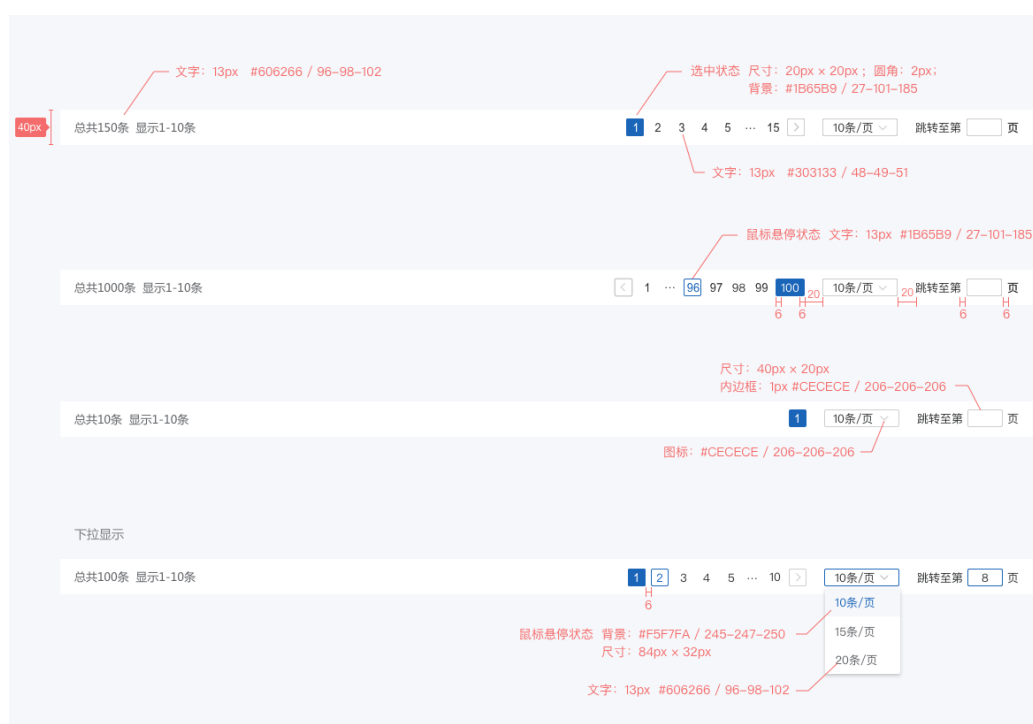 文字：13px #606266 / 96-98-102
选中状态 尺寸：20px × 20px ；圆角：2px；
背景：#1B65B9 / 27-101-185
40px
总共150条 显示1-10条
1 2 3 4 5 ··· 15 > 10条/页 跳转至第 页
文字：13px #303133 / 48-49-51
鼠标悬停状态 文字：13px #1B65B9 / 27-101-185
总共1000条 显示1-10条
< 1 ··· 96 97 98 99 100 20 10条/页 20 跳转至第 页
6 6 6 6
尺寸：40px × 20px
内边框：1px #CECECE / 206-206-206
总共10条 显示1-10条
1 10条/页 跳转至第 页
图标：#CECECE / 206-206-206
下拉显示
总共100条 显示1-10条
1 2 3 4 5 ··· 10 > 10条/页 跳转至第 8 页
6
10条/页
鼠标悬停状态 背景：#F5F7FA / 245-247-250
15条/页
尺寸：84px × 32px
20条/页
文字：13px #606266 / 96-98-102